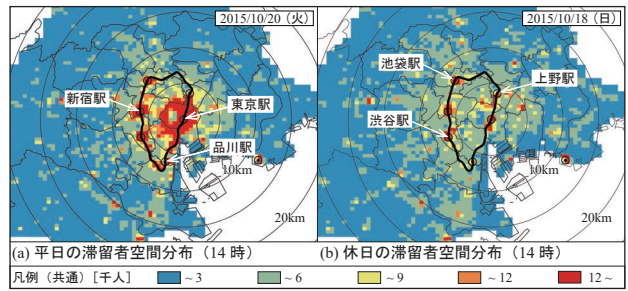 2015/10/20（火）
新宿駅
東京駅
品川駅
10km
20km
(a) 平日の滞留者空間分布（14 時）
2015/10/18（日）
池袋駅
上野駅
渋谷駅
10km
20km
(b) 休日の滞留者空間分布（14 時）
凡例（共通）［千人］ ~ 3 ~ 6 ~ 9 ~ 12 12 ~